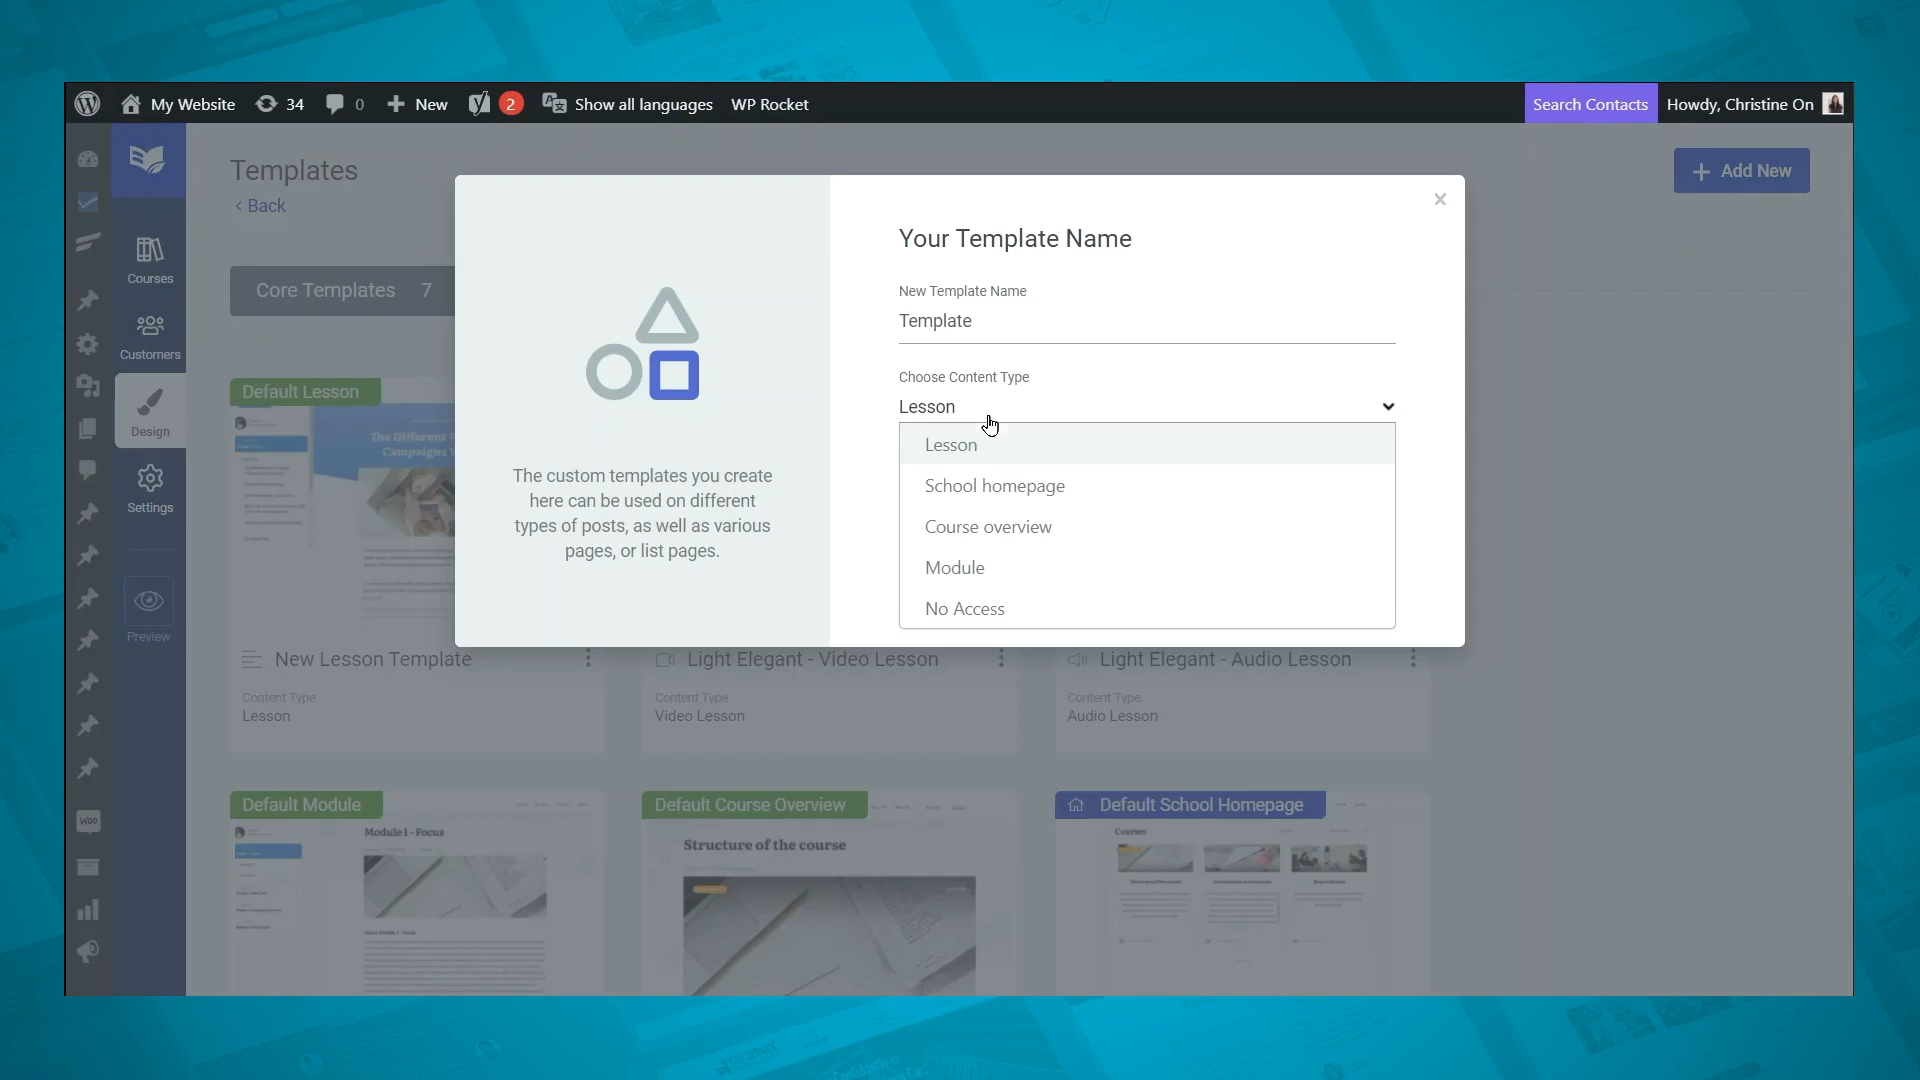 My Website
34
0
New
2
Show all languages
WP Rocket
Search Contacts
Howdy, Christine On
Templates
< Back
+ Add New
Courses
Customers
Design
Settings
Preview
WOO
Core Templates 7
Your Template Name
New Template Name
Template
Choose Content Type
Lesson
Lesson
School homepage
Course overview
Module
No Access
The custom templates you create
here can be used on different
types of posts, as well as various
pages, or list pages.
Default Lesson
The Different
Campaigns
New Lesson Template
Content Type
Lesson
Light Elegant - Video Lesson
Content Type
Video Lesson
Light Elegant - Audio Lesson
Content Type
Audio Lesson
Default Module
Module 1 - Focus
Default Course Overview
Structure of the course
Default School Homepage
Courses